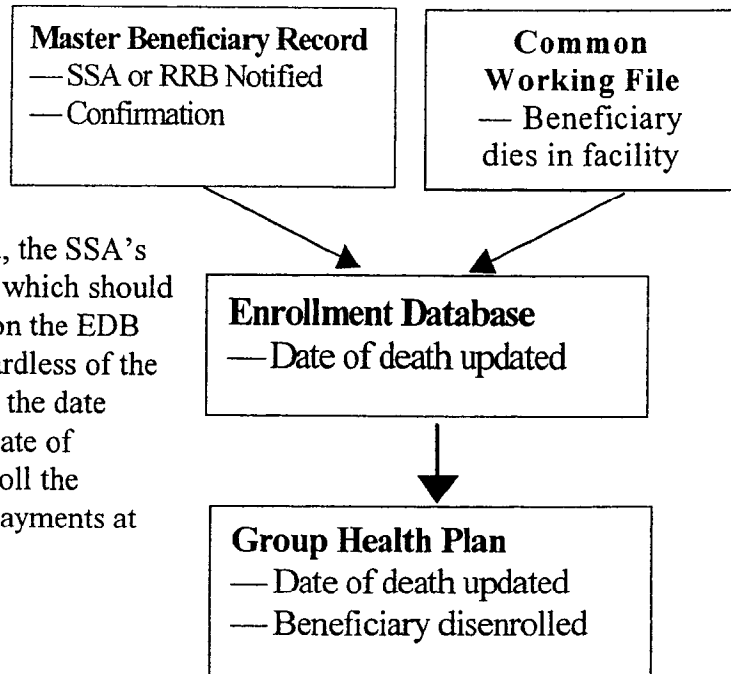 Master Beneficiary Record
— SSA or RRB Notified
— Confirmation
Common
Working File
— Beneficiary
dies in facility
, the SSA's
which should
on the EDB
ardless of the
the date
ate of
oll the
ayments at
Enrollment Database
— Date of death updated
Group Health Plan
— Date of death updated
— Beneficiary disenrolled